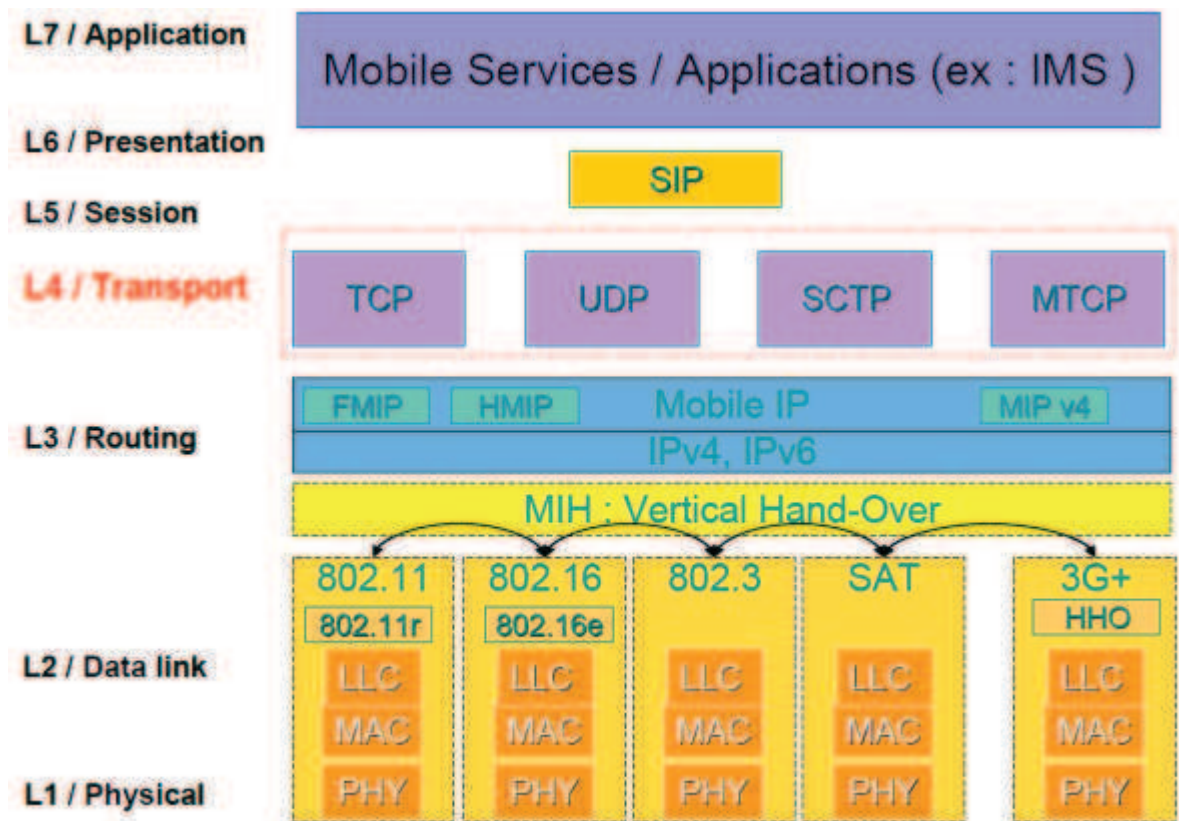 L7 / Application
Mobile Services / Applications (ex : IMS )
L6 / Presentation
SIP
L5 / Session
L4 / Transport
TCP UDP SCTP MTCP
FMIP HMIP Mobile IP MIP v4
L3 / Routing
IPv4, IPv6
MIH : Vertical Hand-Over
802.11 802.16 802.3 SAT 3G+
802.11r 802.16e HHO
L2 / Data link
LLC LLC LLC LLC LLC
MAC MAC MAC MAC MAC
L1 / Physical
PHY PHY PHY PHY PHY